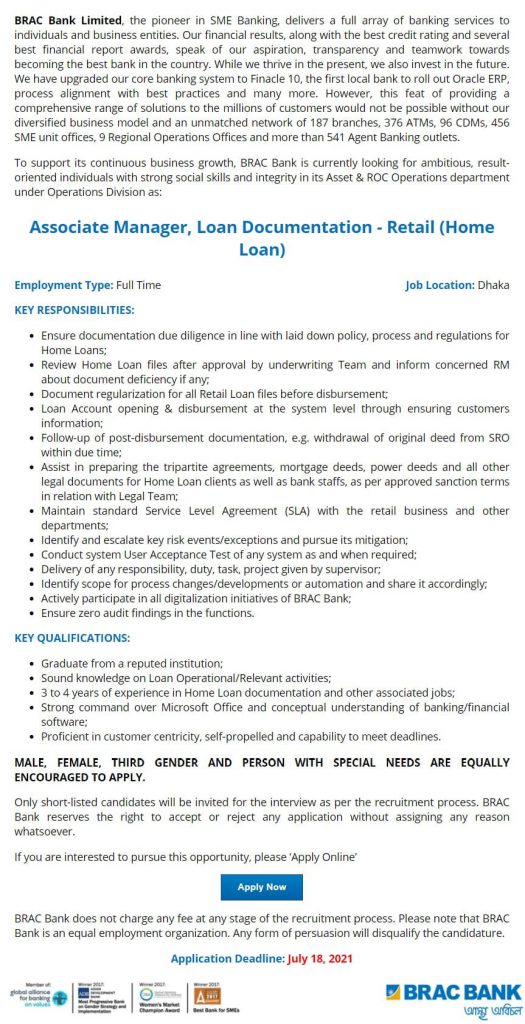 BRAC Bank Limited, the pioneer in SME Banking, delivers a full array of banking services to
individuals and business entities. Our financial results, along with the best credit rating and several
best financial report awards, speak of our aspiration, transparency and teamwork towards
becoming the best bank in the country. While we thrive in the present, we also invest in the future.
We have upgraded our core banking system to Finacle 10, the first local bank to roll out Oracle ERP,
process alignment with best practices and many more. However, this feat of providing a
comprehensive range of solutions to the millions of customers would not be possible without our
diversified business model and an unmatched network of 187 branches, 376 ATMs, 96 CDMs, 456
SME unit offices, 9 Regional Operations Offices and more than 541 Agent Banking outlets.
To support its continuous business growth, BRAC Bank is currently looking for ambitious, result-
oriented individuals with strong social skills and integrity in its Asset & ROC Operations department
under Operations Division as:
Associate Manager, Loan Documentation - Retail (Home
Loan)
Employment Type: Full Time Job Location: Dhaka
KEY RESPONSIBILITIES:
• Ensure documentation due diligence in line with laid down policy, process and regulations for
Home Loans;
• Review Home Loan files after approval by underwriting Team and inform concerned RM
about document deficiency if any;
• Document regularization for all Retail Loan files before disbursement;
• Loan Account opening & disbursement at the system level through ensuring customers
information;
• Follow-up of post-disbursement documentation, e.g. withdrawal of original deed from SRO
within due time;
• Assist in preparing the tripartite agreements, mortgage deeds, power deeds and all other
legal documents for Home Loan clients as well as bank staffs, as per approved sanction terms
in relation with Legal Team;
• Maintain standard Service Level Agreement (SLA) with the retail business and other
departments;
• Identify and escalate key risk events/exceptions and pursue its mitigation;
• Conduct system User Acceptance Test of any system as and when required;
• Delivery of any responsibility, duty, task, project given by supervisor;
• Identify scope for process changes/developments or automation and share it accordingly;
• Actively participate in all digitalization initiatives of BRAC Bank;
• Ensure zero audit findings in the functions.
KEY QUALIFICATIONS:
• Graduate from a reputed institution;
• Sound knowledge on Loan Operational/Relevant activities;
• 3 to 4 years of experience in Home Loan documentation and other associated jobs;
• Strong command over Microsoft Office and conceptual understanding of banking/financial
software;
• Proficient in customer centricity, self-propelled and capability to meet deadlines.
MALE, FEMALE, THIRD GENDER AND PERSON WITH SPECIAL NEEDS ARE EQUALLY
ENCOURAGED TO APPLY.
Only short-listed candidates will be invited for the interview as per the recruitment process. BRAC
Bank reserves the right to accept or reject any application without assigning any reason
whatsoever.
If you are interested to pursue this opportunity, please 'Apply Online'
Apply Now
BRAC Bank does not charge any fee at any stage of the recruitment process. Please note that BRAC
Bank is an equal employment organization. Any form of persuasion will disqualify the candidature.
Application Deadline: July 18, 2021
Member of:
global alliance
for banking
on values
Winner 2017:
ADB
Most Progressive Bank
on Gender Strategy and
Implementation
Winner 2017:
Women's Market
Champion Award
Winner 2017:
Best Bank for SMEs
BRAC BANK
আস্থা অবিচল